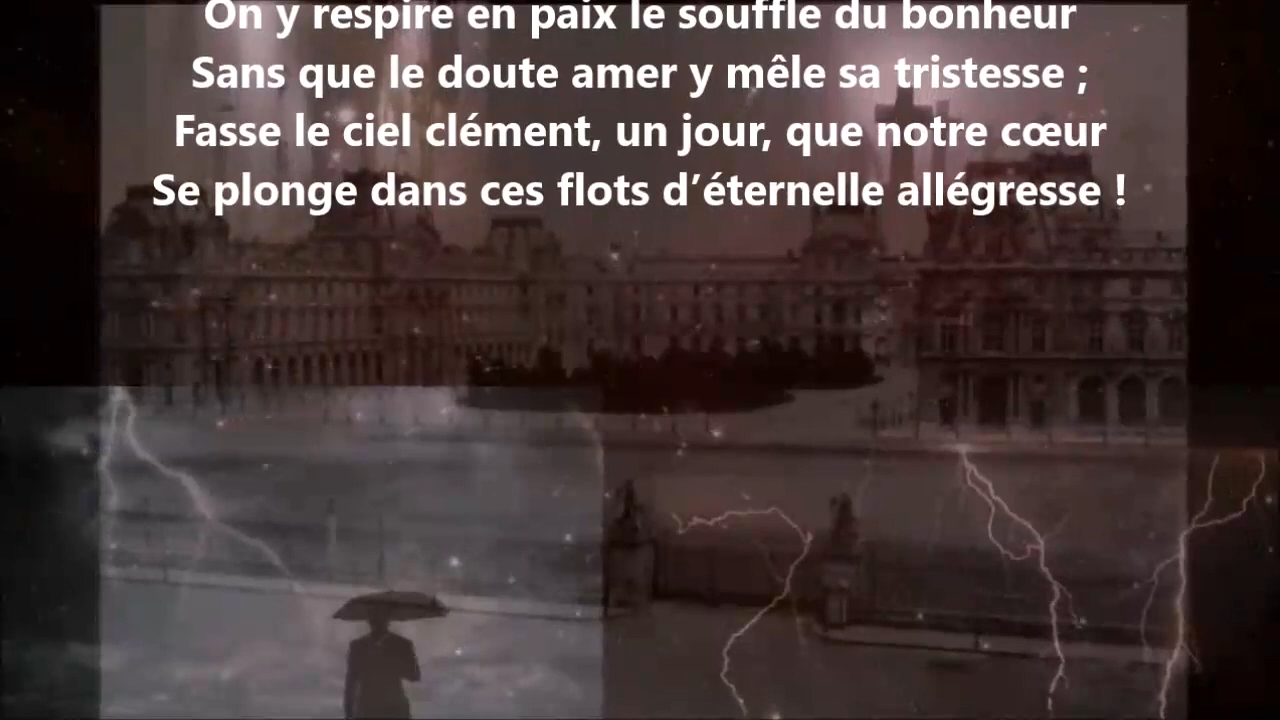 On y respire en paix le souffle du bonheur
Sans que le doute amer y mêle sa tristesse ;
Fasse le ciel clément, un jour, que notre cœur
Se plonge dans ces flots d’éternelle allégresse !